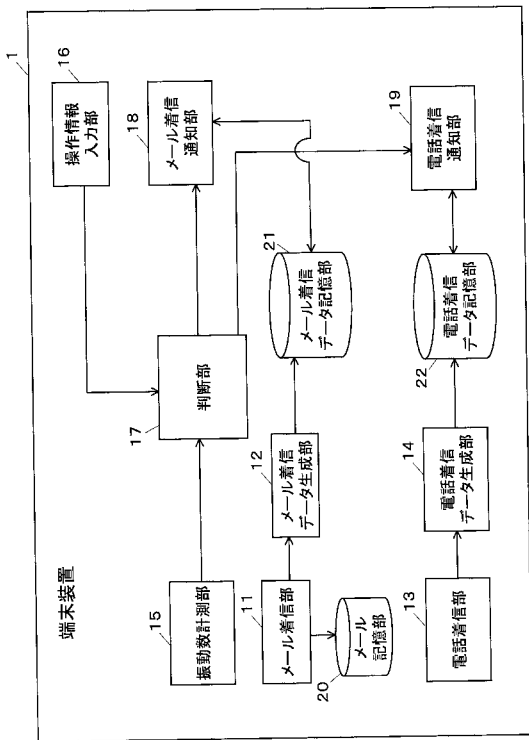 端末装置
1
15
振動数計測部
17
判断部
16
操作情報
入力部
18
メール着信
通知部
11
メール着信部
12
メール着信
データ生成部
21
メール着信
データ記憶部
20
メール
記憶部
13
電話着信部
14
電話着信
データ生成部
22
電話着信
データ記憶部
19
電話着信
通知部